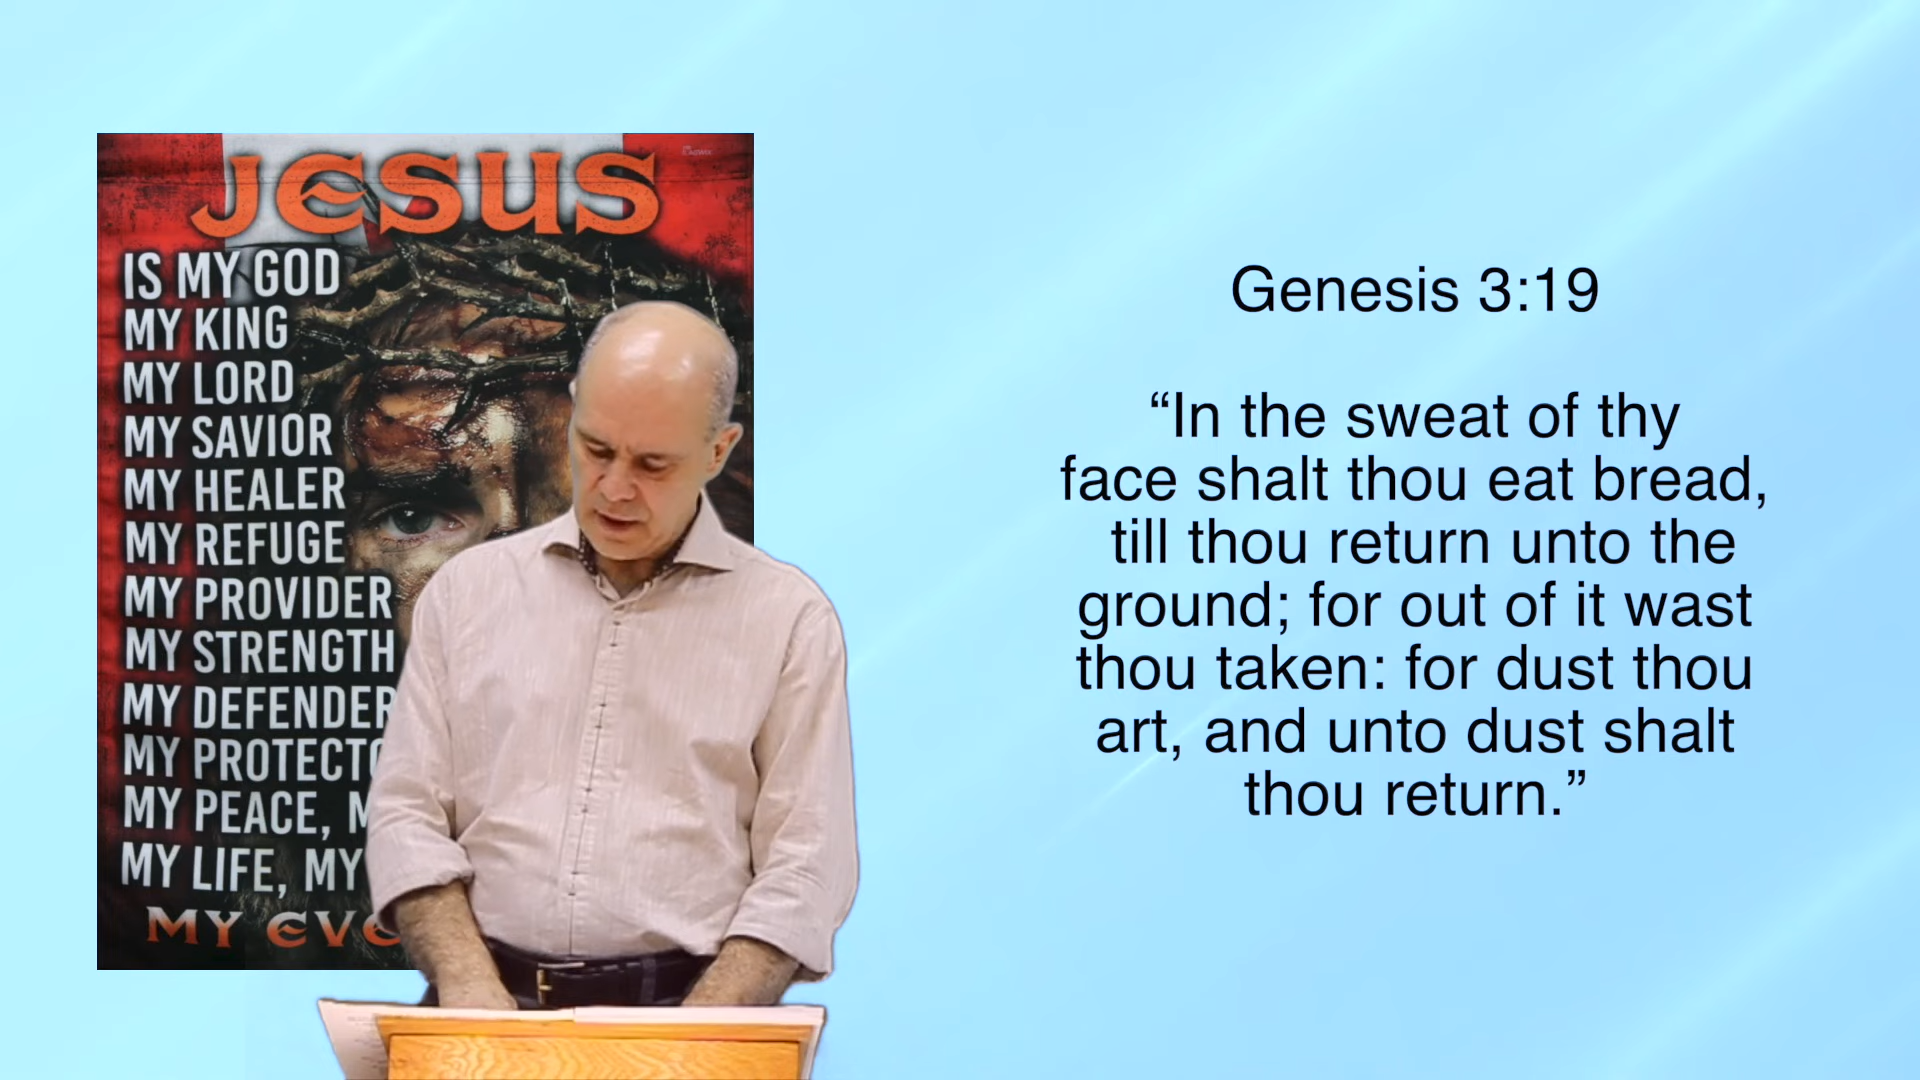 JESUS
IS MY GOD
MY KING
MY LORD
MY SAVIOR
MY HEALER
MY REFUGE
MY PROVIDER
MY STRENGTH
MY DEFENDER
MY PROTECTO
MY PEACE, M
MY LIFE, MY
MY EVE
Genesis 3:19
“In the sweat of thy
face shalt thou eat bread,
till thou return unto the
ground; for out of it wast
thou taken: for dust thou
art, and unto dust shalt
thou return.”